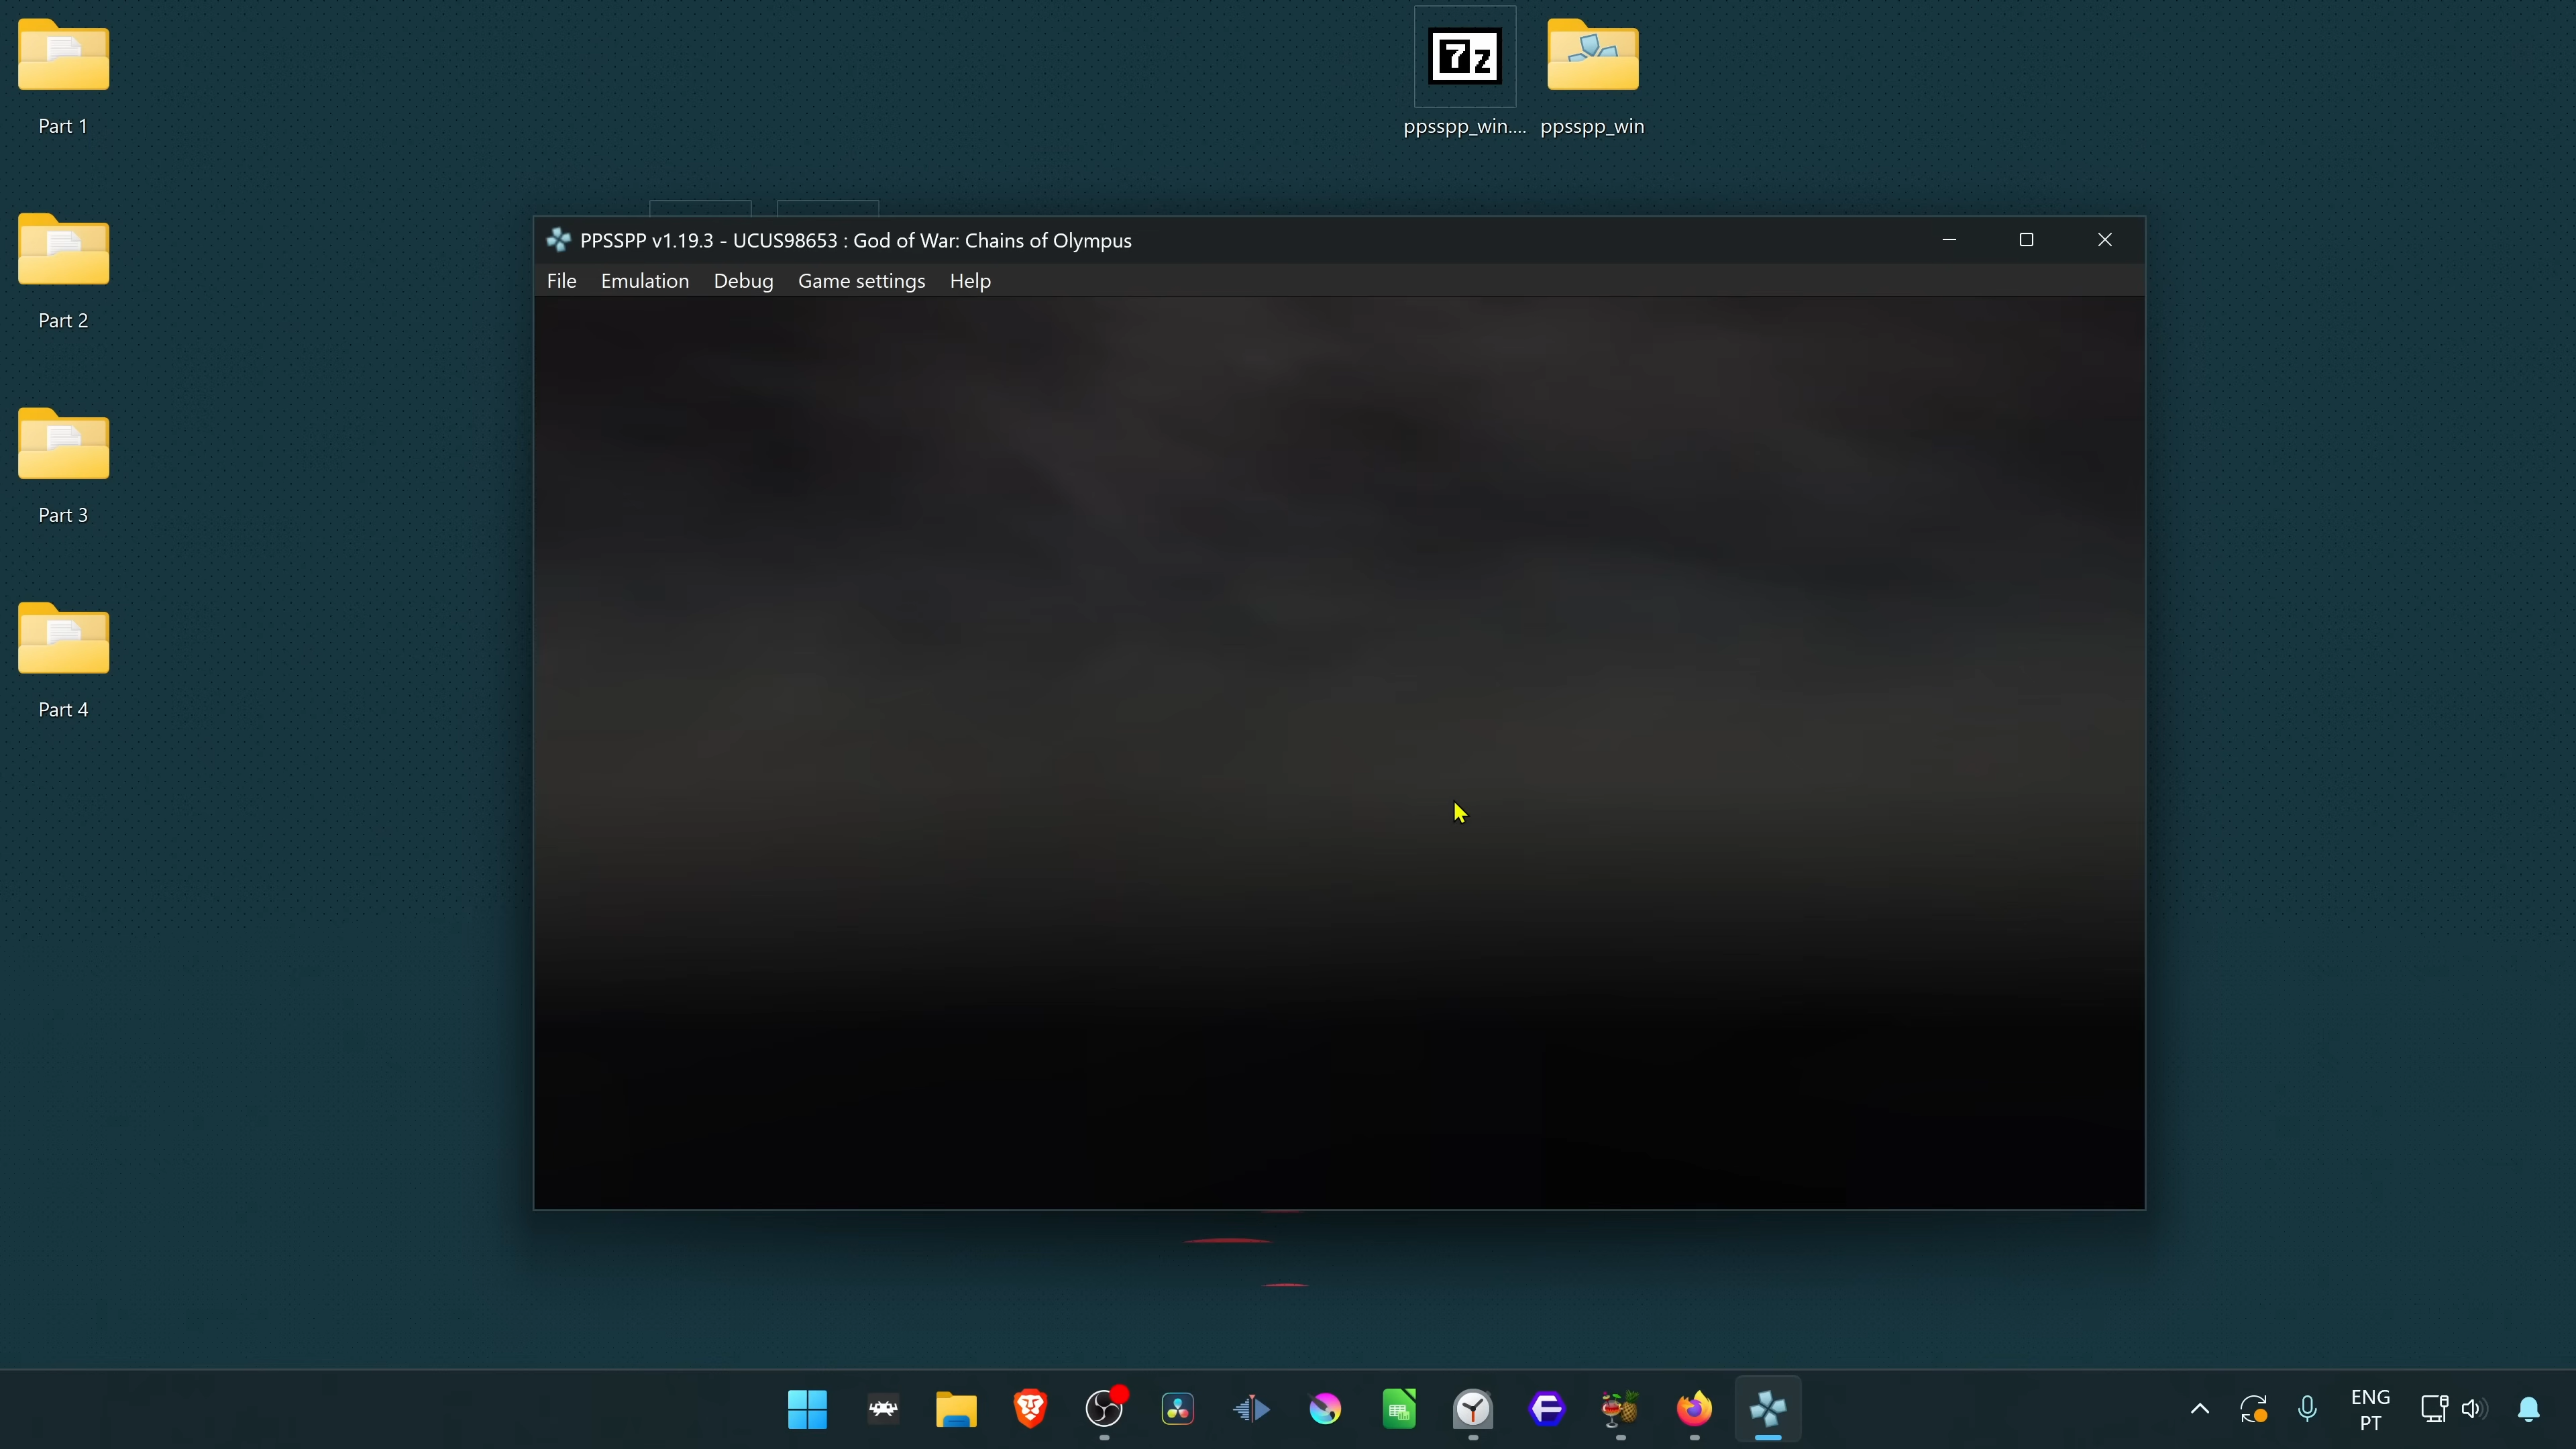 Part 1
ppsspp_win....
ppsspp_win
Part 2
PPSSPP v1.19.3 - UCUS98653 : God of War: Chains of Olympus
File Emulation Debug Game settings Help
Part 3
Part 4
7z
ENG
PT